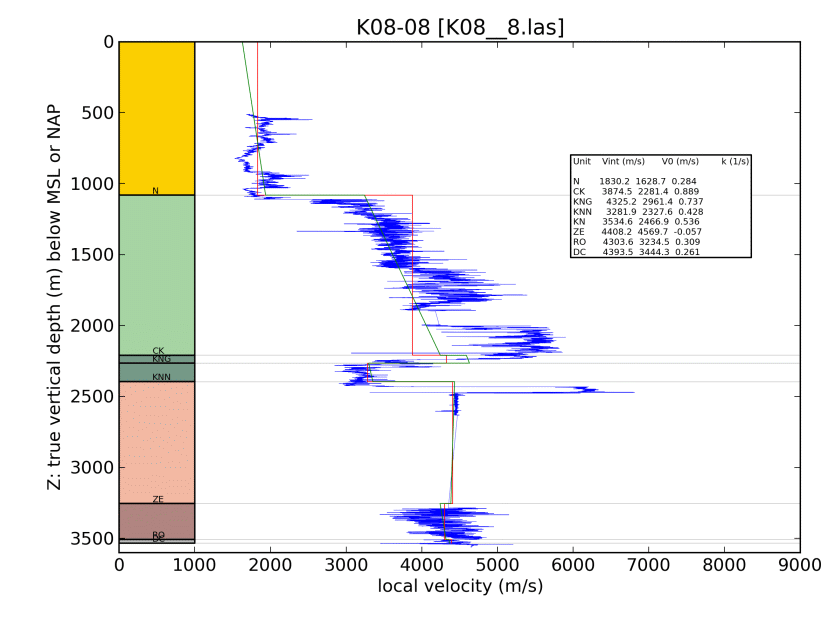 K08-08 [K08__8.las]
Z: true vertical depth (m) below MSL or NAP
0
500
1000
1500
2000
2500
3000
3500
N
CK
KNG
KNN
ZE
RO
DC
Unit Vint (m/s) V0 (m/s) k (1/s)
N 1830.2 1628.7 0.284
CK 3874.5 2281.4 0.889
KNG 4325.2 2961.4 0.737
KNN 3281.9 2327.6 0.428
KN 3534.6 2466.9 0.536
ZE 4408.2 4569.7 -0.057
RO 4303.6 3234.5 0.309
DC 4393.5 3444.3 0.261
0 1000 2000 3000 4000 5000 6000 7000 8000 9000
local velocity (m/s)